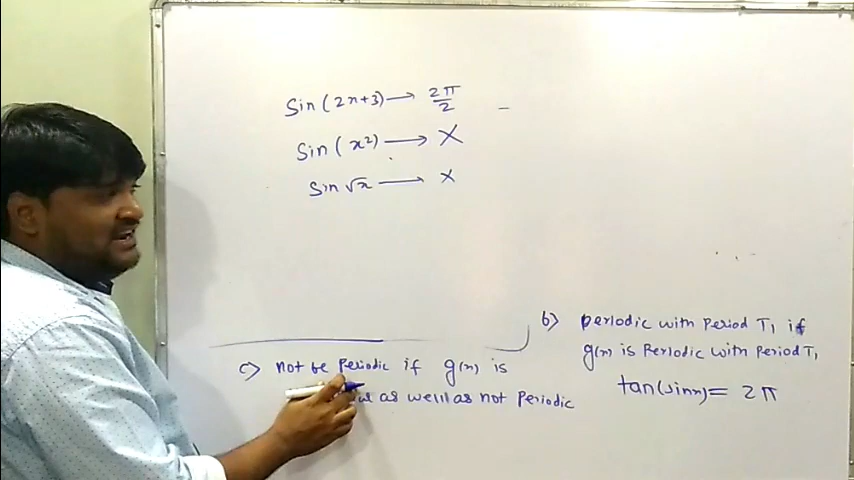 Sin(2x+3) → 2π/2
Sin(x²) → X
Sin √x → X
b) periodic with Period T₁ if
g(x) is Periodic with Period T₁
tan(sinx) = 2π
c) not be Periodic if g(x) is
as well as not Periodic